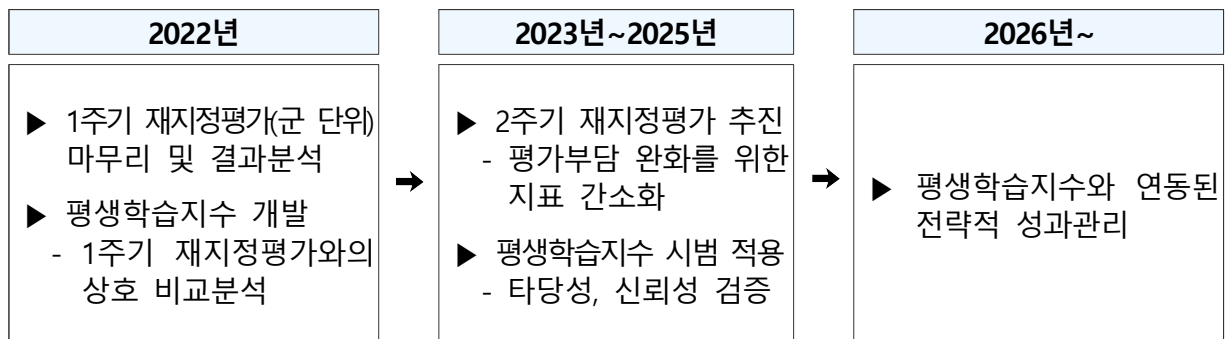 2022년
▶ 1주기 재지정평가(군 단위)
마무리 및 결과분석
▶ 평생학습지수 개발
- 1주기 재지정평가와의
상호 비교분석
➡
2023년~2025년
▶ 2주기 재지정평가 추진
- 평가부담 완화를 위한
지표 간소화
▶ 평생학습지수 시범 적용
- 타당성, 신뢰성 검증
➡
2026년~
▶ 평생학습지수와 연동된
전략적 성과관리